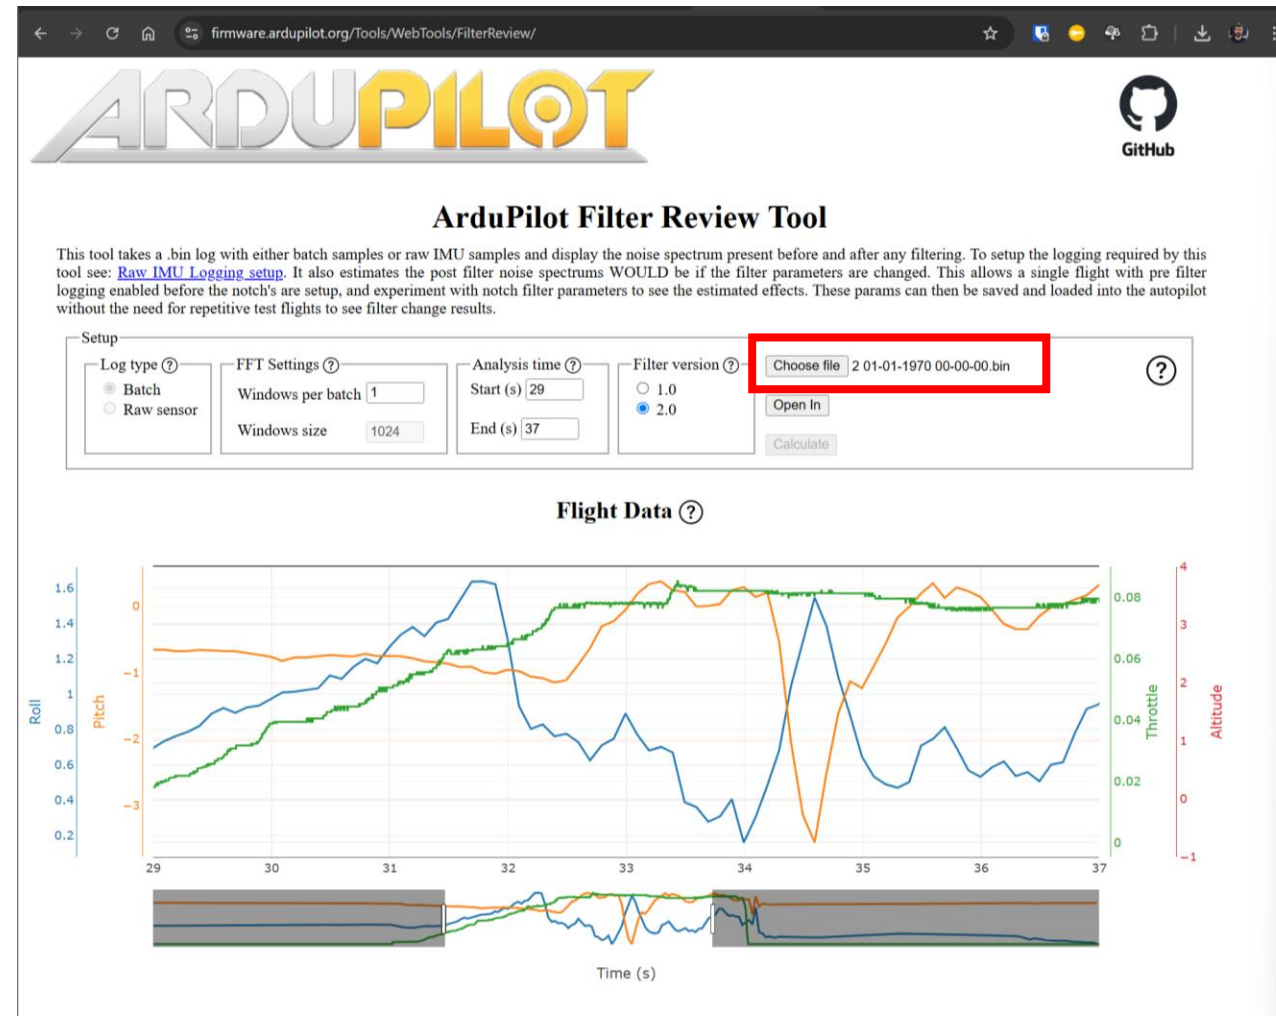 firmware.ardupilot.org/Tools/WebTools/FilterReview/
ARDUPILOT
GitHub
ArduPilot Filter Review Tool
This tool takes a .bin log with either batch samples or raw IMU samples and display the noise spectrum present before and after any filtering. To setup the logging required by this
tool see: Raw IMU Logging setup. It also estimates the post filter noise spectrums WOULD be if the filter parameters are changed. This allows a single flight with pre filter
logging enabled before the notch's are setup, and experiment with notch filter parameters to see the estimated effects. These params can then be saved and loaded into the autopilot
without the need for repetitive test flights to see filter change results.
Setup
Log type ?
Batch
Raw sensor
FFT Settings ?
Windows per batch 1
Windows size 1024
Analysis time ?
Start (s) 29
End (s) 37
Filter version ?
1.0
2.0
Choose file 2 01-01-1970 00-00-00.bin
Open In
Calculate
?
Flight Data ?
Roll
1.6
1.4
1.2
1
0.8
0.6
0.4
0.2
Pitch
0
−1
−2
−3
0.08
0.06
0.04
0.02
0
Throttle
4
3
2
1
0
−1
Altitude
29 30 31 32 33 34 35 36 37
Time (s)